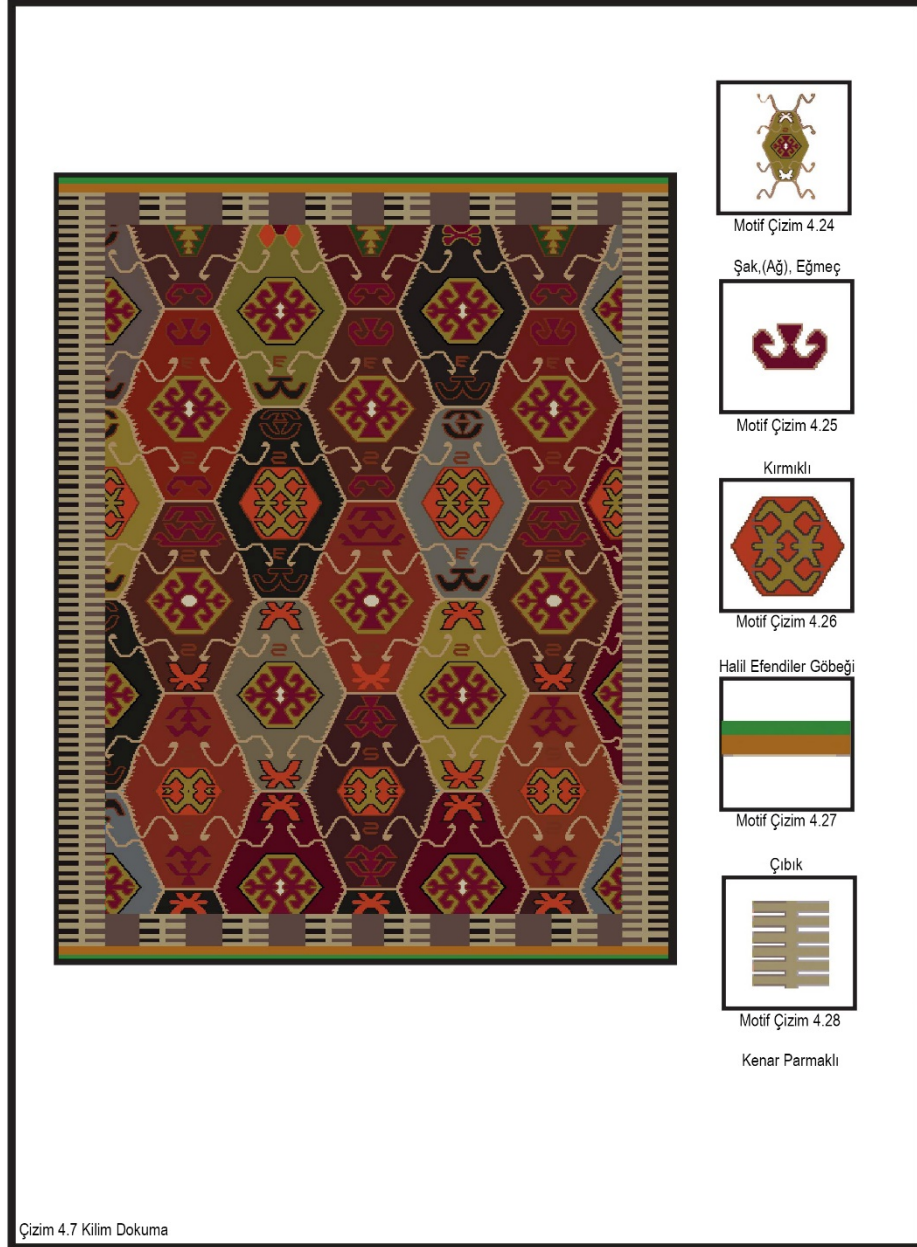 Motif Çizim 4.24
Şak,(Ağ), Eğmeç
Motif Çizim 4.25
Kırmıklı
Motif Çizim 4.26
Halil Efendiler Göbeği
Motif Çizim 4.27
Çıbık
Motif Çizim 4.28
Kenar Parmaklı
Çizim 4.7 Kilim Dokuma